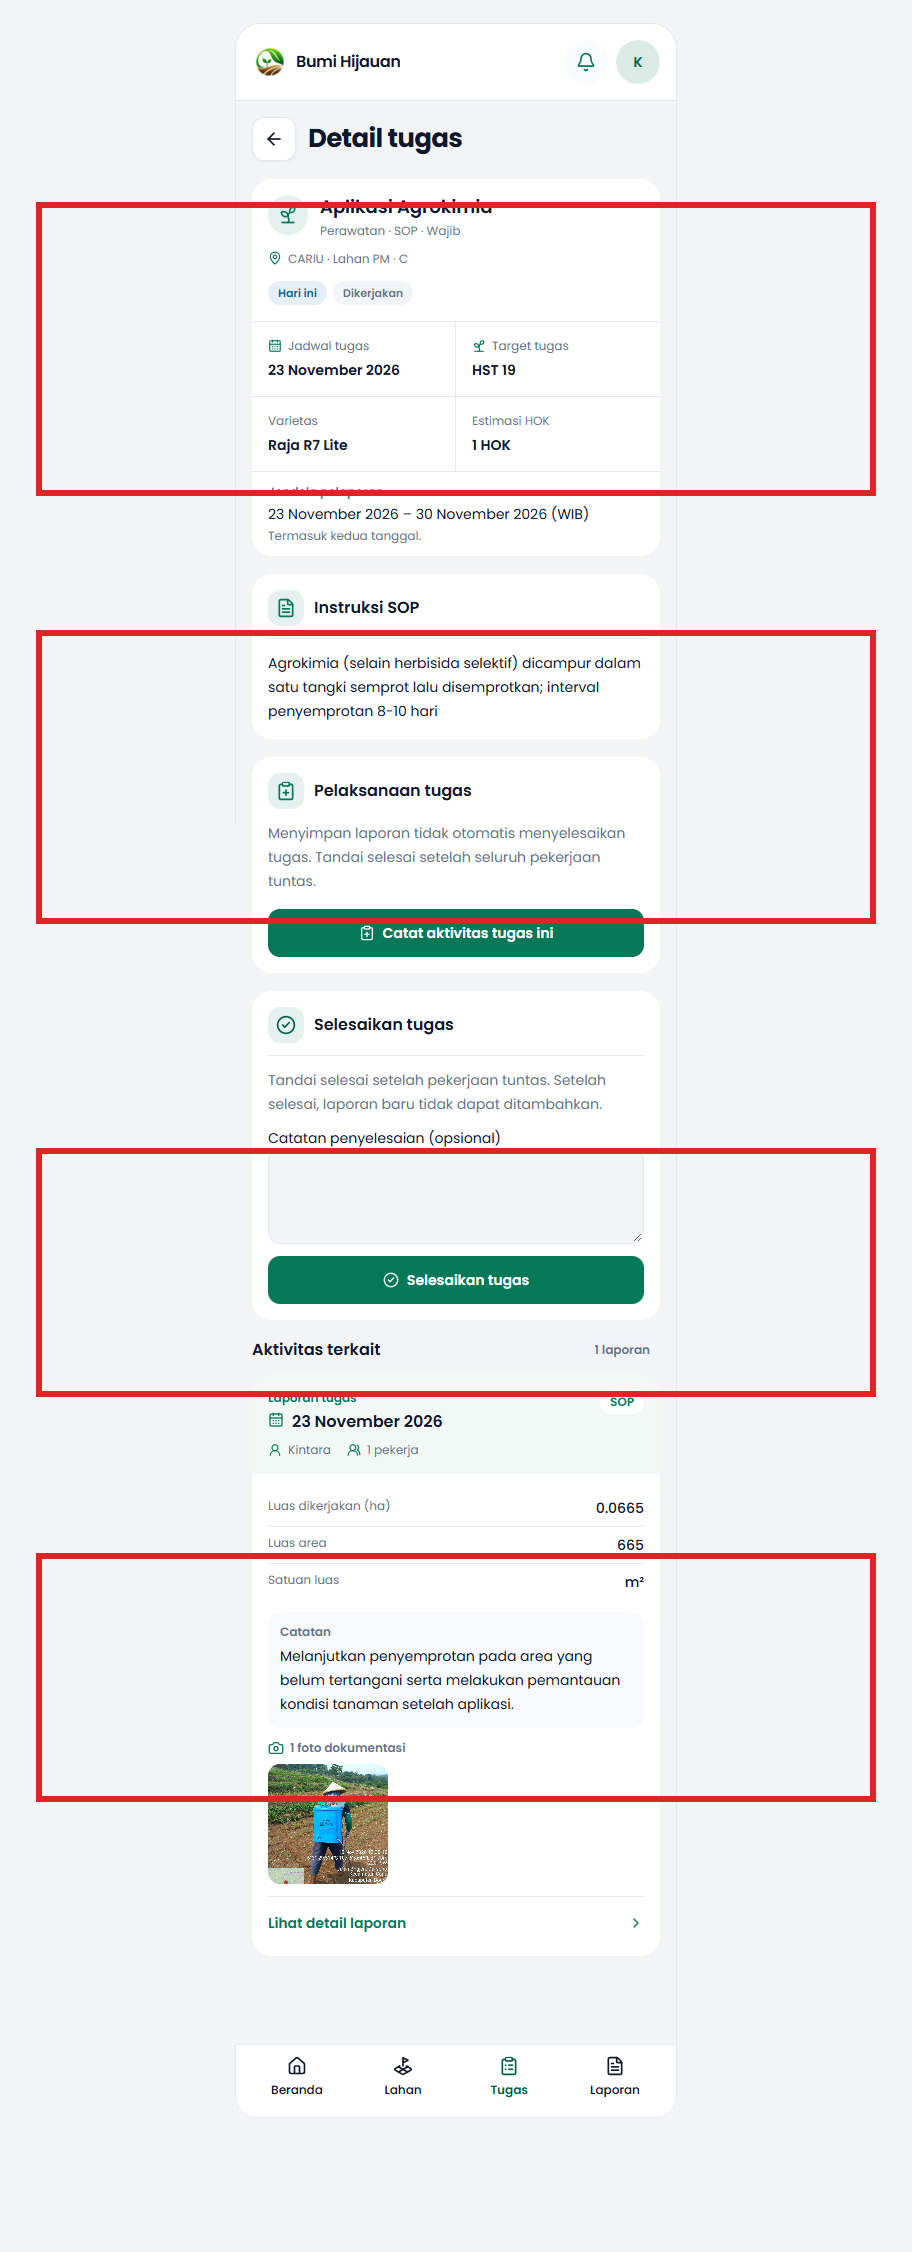 Bumi Hijauan
K
Detail tugas
Aplikasi Agrokimia
Perawatan · SOP · Wajib
CARIU · Lahan PM · C
Hari ini
Dikerjakan
Jadwal tugas
23 November 2026
Target tugas
HST 19
Varietas
Raja R7 Lite
Estimasi HOK
1 HOK
Jendela pelaporan
23 November 2026 – 30 November 2026 (WIB)
Termasuk kedua tanggal.
Instruksi SOP
Agrokimia (selain herbisida selektif) dicampur dalam
satu tangki semprot lalu disemprotkan; interval
penyemprotan 8-10 hari
Pelaksanaan tugas
Menyimpan laporan tidak otomatis menyelesaikan
tugas. Tandai selesai setelah seluruh pekerjaan
tuntas.
Catat aktivitas tugas ini
Selesaikan tugas
Tandai selesai setelah pekerjaan tuntas. Setelah
selesai, laporan baru tidak dapat ditambahkan.
Catatan penyelesaian (opsional)
Selesaikan tugas
Aktivitas terkait
1 laporan
Laporan tugas
SOP
23 November 2026
Kintara
1 pekerja
Luas dikerjakan (ha)
0.0665
Luas area
665
Satuan luas
m²
Catatan
Melanjutkan penyemprotan pada area yang
belum tertangani serta melakukan pemantauan
kondisi tanaman setelah aplikasi.
1 foto dokumentasi
Lihat detail laporan
Beranda
Lahan
Tugas
Laporan